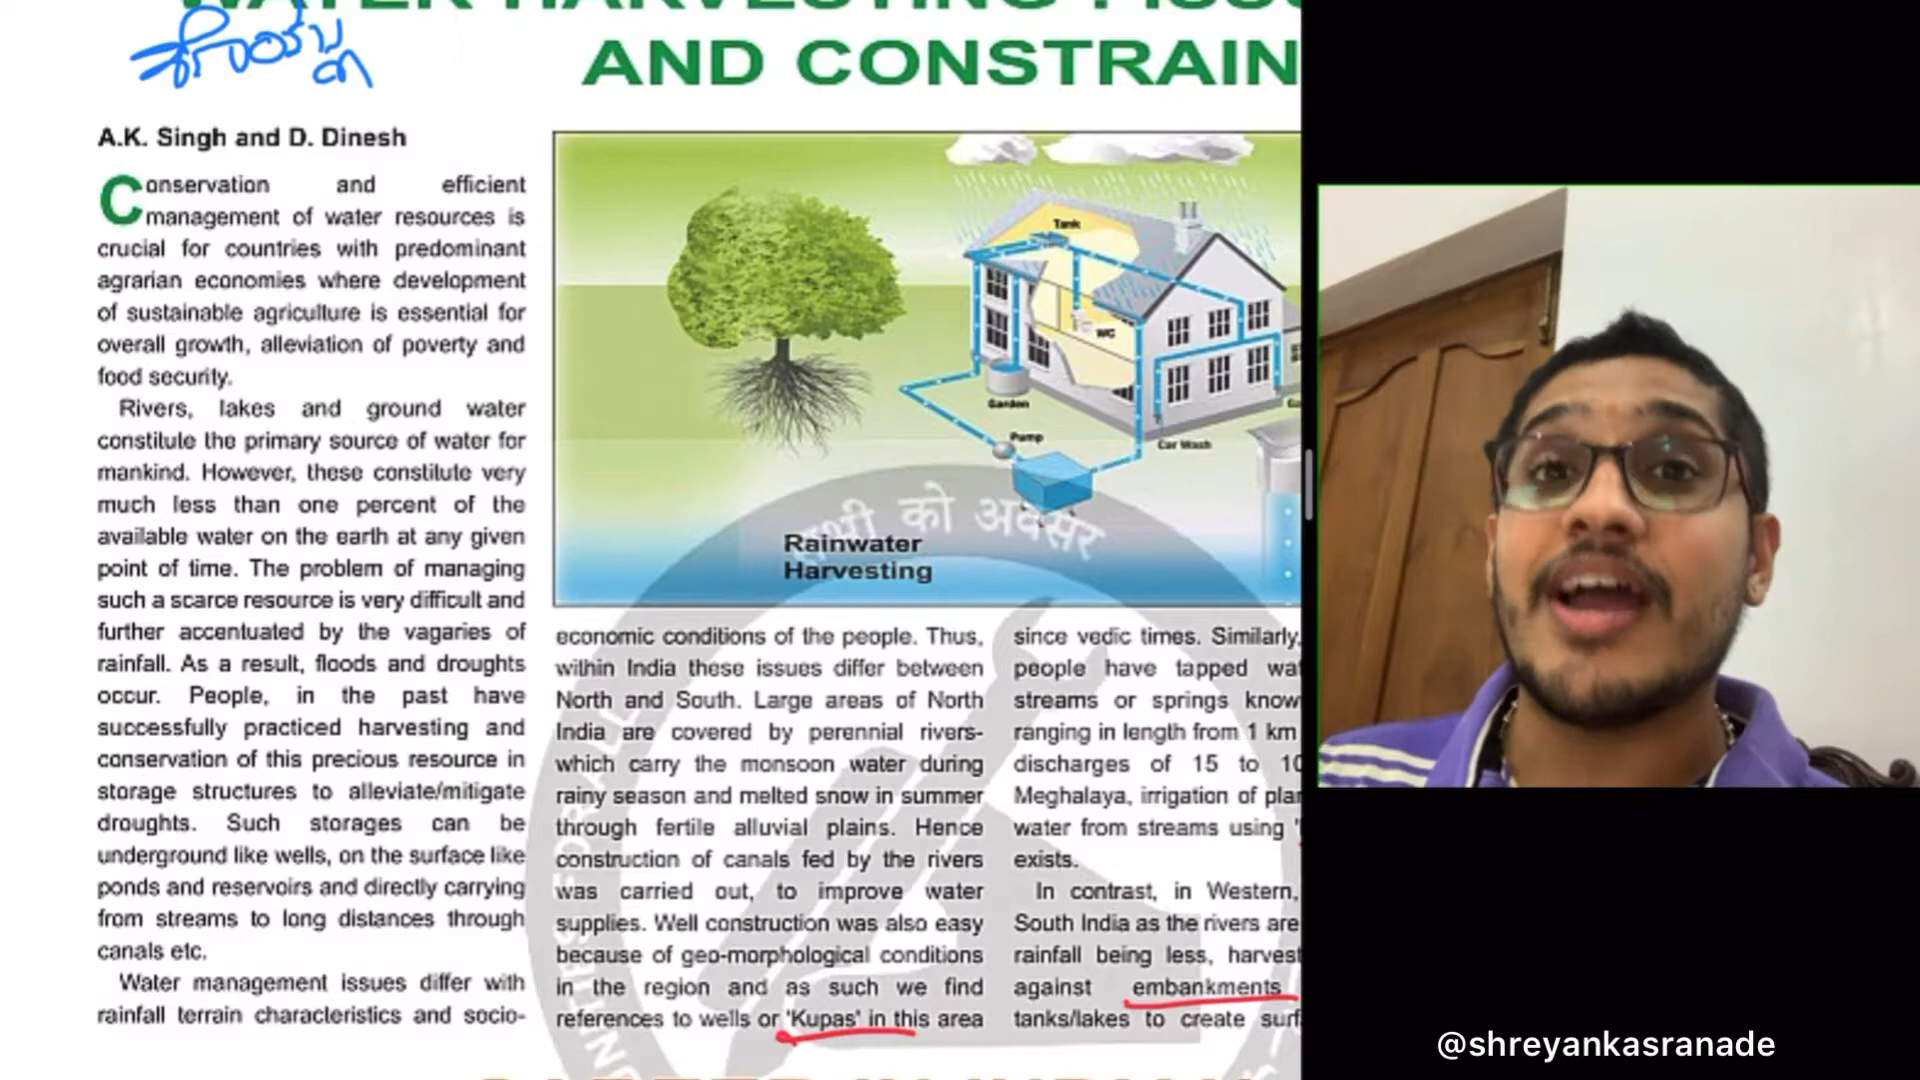 WATER HARVESTING :
AND CONSTRAIN
A.K. Singh and D. Dinesh
Conservation and efficient
management of water resources is
crucial for countries with predominant
agrarian economies where development
of sustainable agriculture is essential for
overall growth, alleviation of poverty and
food security.
Rivers, lakes and ground water
constitute the primary source of water for
mankind. However, these constitute very
much less than one percent of the
available water on the earth at any given
point of time. The problem of managing
such a scarce resource is very difficult and
further accentuated by the vagaries of
rainfall. As a result, floods and droughts
occur. People, in the past have
successfully practiced harvesting and
conservation of this precious resource in
storage structures to alleviate/mitigate
droughts. Such storages can be
underground like wells, on the surface like
ponds and reservoirs and directly carrying
from streams to long distances through
canals etc.
Water management issues differ with
rainfall terrain characteristics and socio-
Tank
WC
Garden
Pump
Car Wash
सभी को अवसर
Rainwater
Harvesting
economic conditions of the people. Thus,
within India these issues differ between
North and South. Large areas of North
India are covered by perennial rivers-
which carry the monsoon water during
rainy season and melted snow in summer
through fertile alluvial plains. Hence
construction of canals fed by the rivers
was carried out, to improve water
supplies. Well construction was also easy
because of geo-morphological conditions
in the region and as such we find
references to wells or 'Kupas' in this area
since vedic times. Similarly,
people have tapped wat
streams or springs know
ranging in length from 1 km
discharges of 15 to 10
Meghalaya, irrigation of plan
water from streams using '
exists.
In contrast, in Western,
South India as the rivers are
rainfall being less, harvest
against embankments
tanks/lakes to create surf
@shreyankasranade